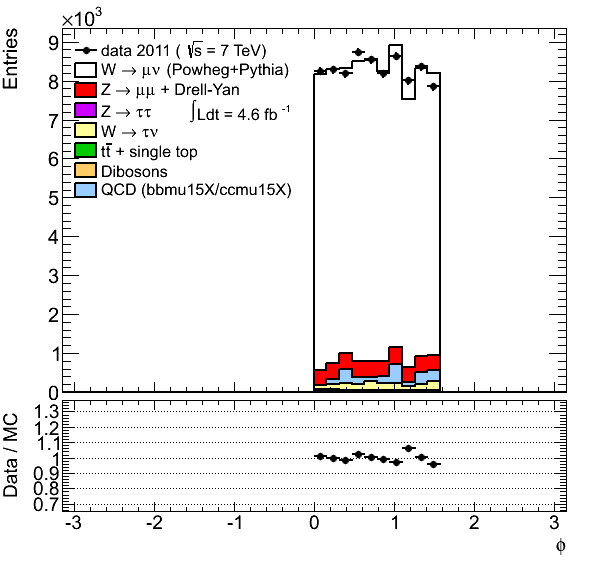 ×10³
Entries
9
8
7
6
5
4
3
2
1
0
data 2011 ( √s = 7 TeV)
W → μν (Powheg+Pythia)
Z → μμ + Drell-Yan
Z → ττ
∫Ldt = 4.6 fb⁻¹
W → τν
tt̄ + single top
Dibosons
QCD (bbmu15X/ccmu15X)
Data / MC
1.3
1.2
1.1
1
0.9
0.8
0.7
-3 -2 -1 0 1 2 3
ϕ